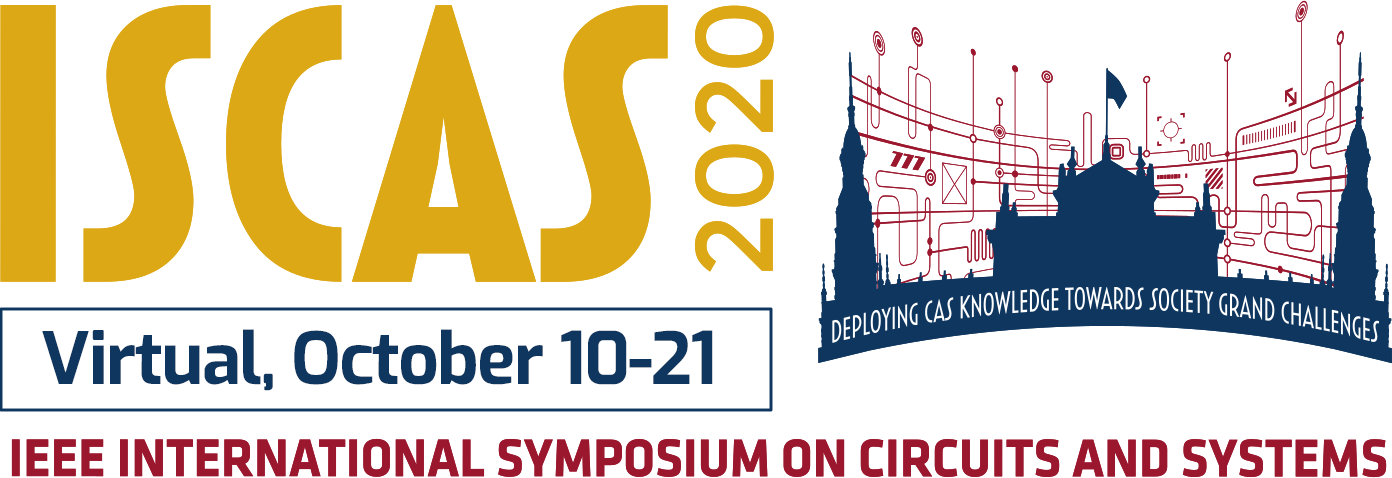 ISCAS
2020
Virtual, October 10-21
DEPLOYING CAS KNOWLEDGE TOWARDS SOCIETY GRAND CHALLENGES
IEEE INTERNATIONAL SYMPOSIUM ON CIRCUITS AND SYSTEMS